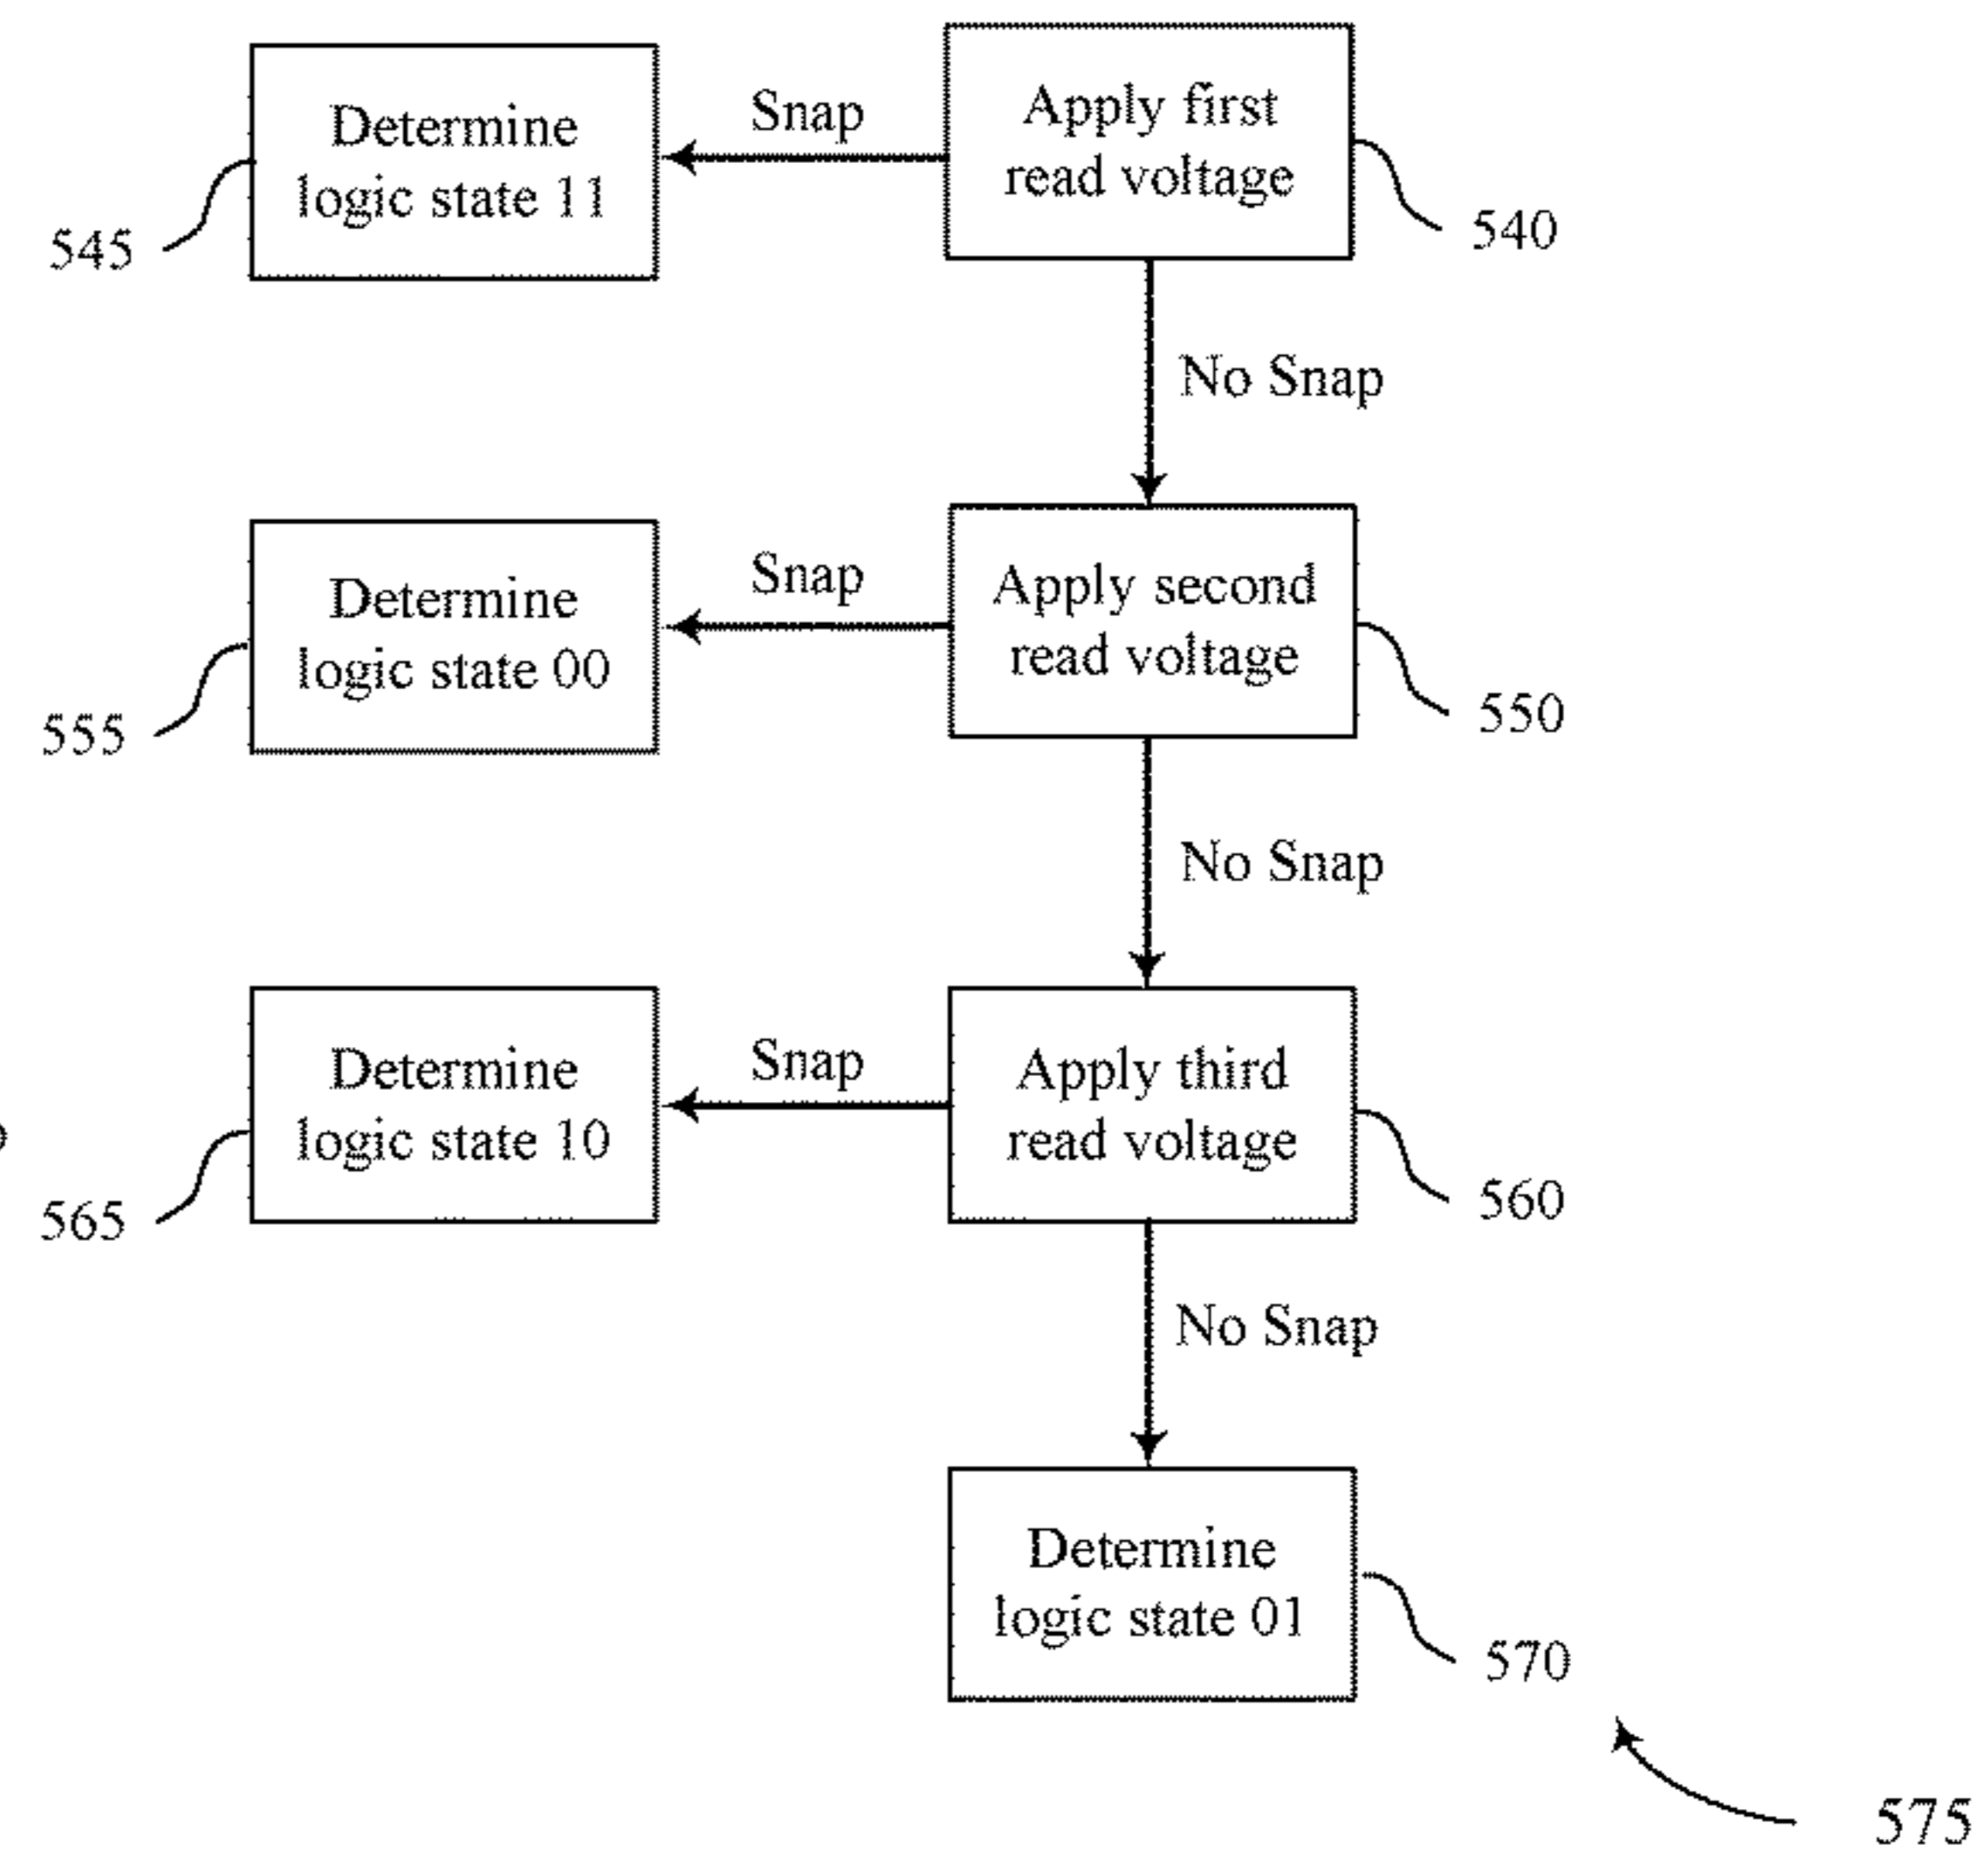 Determine
logic state 11
Snap
Apply first
read voltage
545
540
No Snap
Determine
logic state 00
Snap
Apply second
read voltage
555
550
No Snap
Determine
logic state 10
Snap
Apply third
read voltage
565
560
No Snap
Determine
logic state 01
570
575